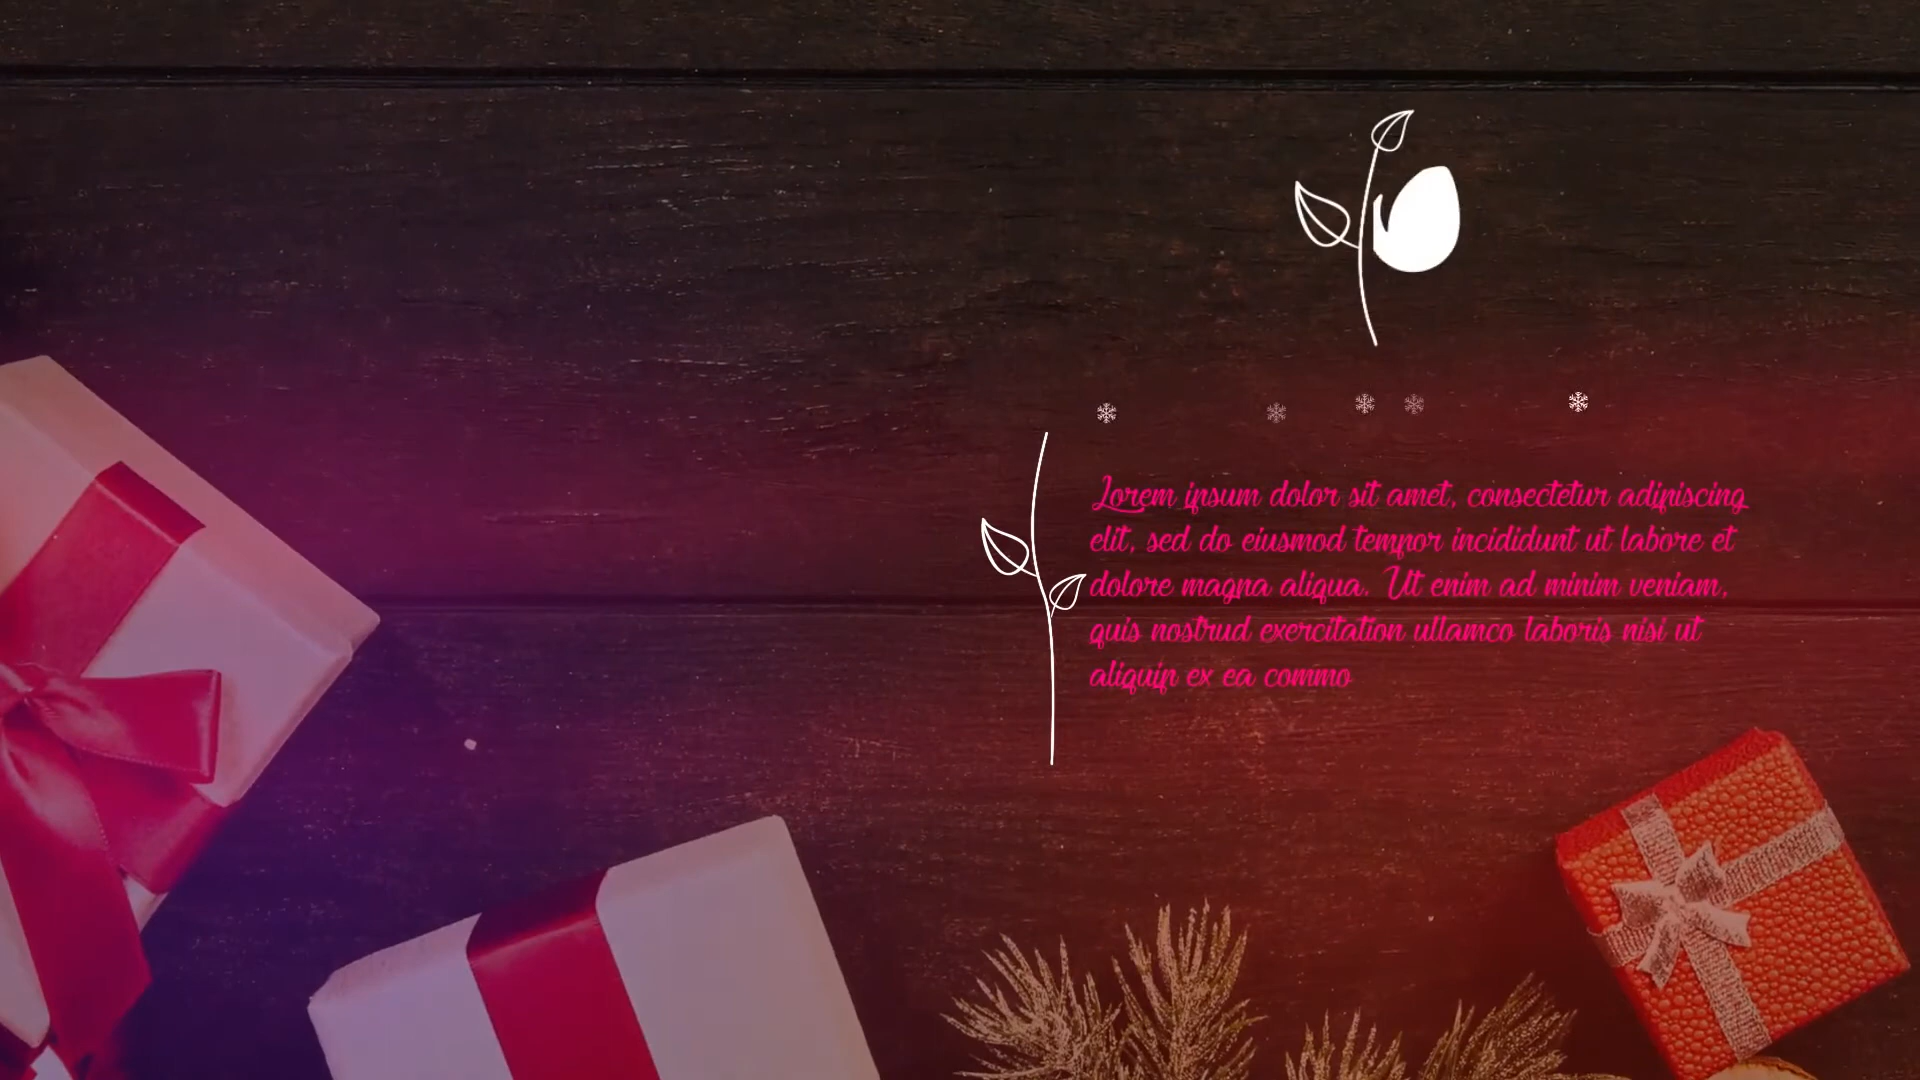 Lorem ipsum dolor sit amet, consectetur adipiscing
elit, sed do eiusmod tempor incididunt ut labore et
dolore magna aliqua. Ut enim ad minim veniam,
quis nostrud exercitation ullamco laboris nisi ut
aliquip ex ea commo